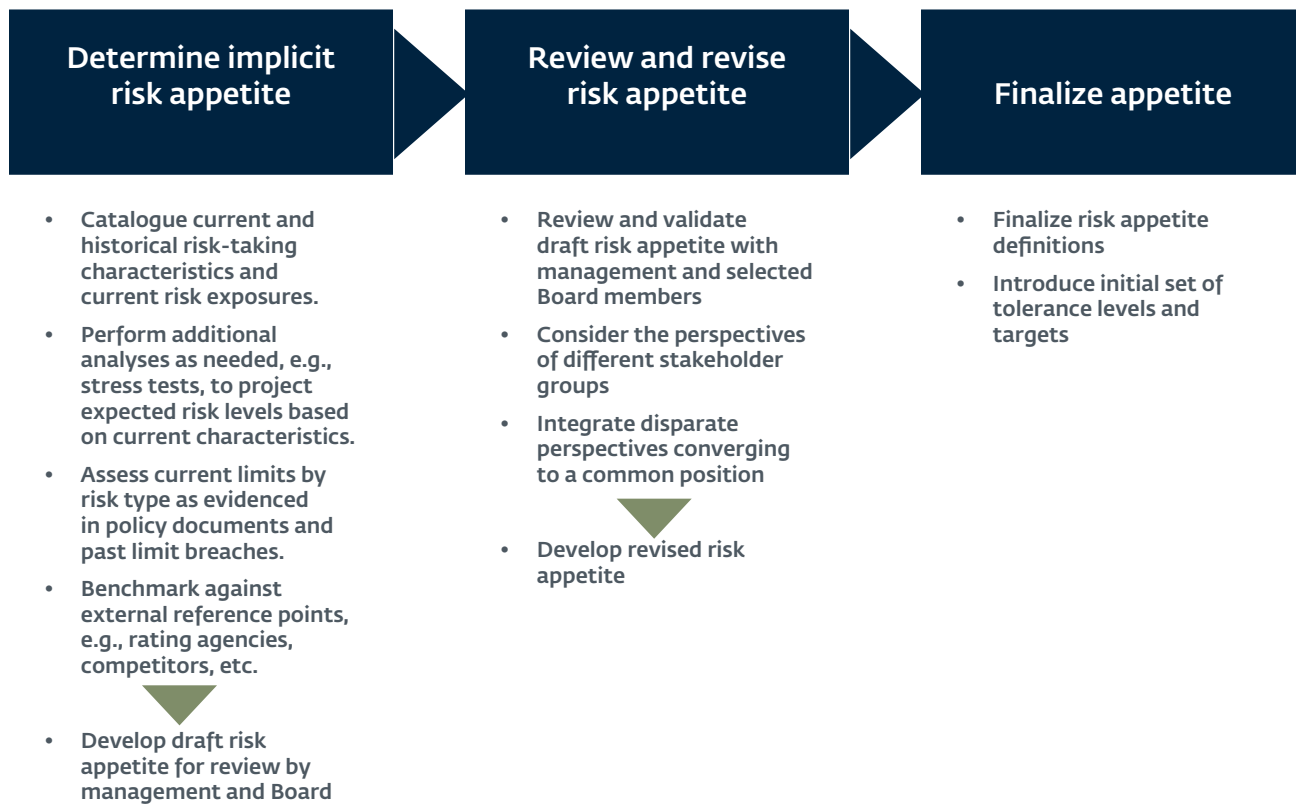 Determine implicit
risk appetite
• Catalogue current and
historical risk-taking
characteristics and
current risk exposures.
• Perform additional
analyses as needed, e.g.,
stress tests, to project
expected risk levels based
on current characteristics.
• Assess current limits by
risk type as evidenced
in policy documents and
past limit breaches.
• Benchmark against
external reference points,
e.g., rating agencies,
competitors, etc.
• Develop draft risk
appetite for review by
management and Board
Review and revise
risk appetite
• Review and validate
draft risk appetite with
management and selected
Board members
• Consider the perspectives
of different stakeholder
groups
• Integrate disparate
perspectives converging
to a common position
• Develop revised risk
appetite
Finalize appetite
• Finalize risk appetite
definitions
• Introduce initial set of
tolerance levels and
targets